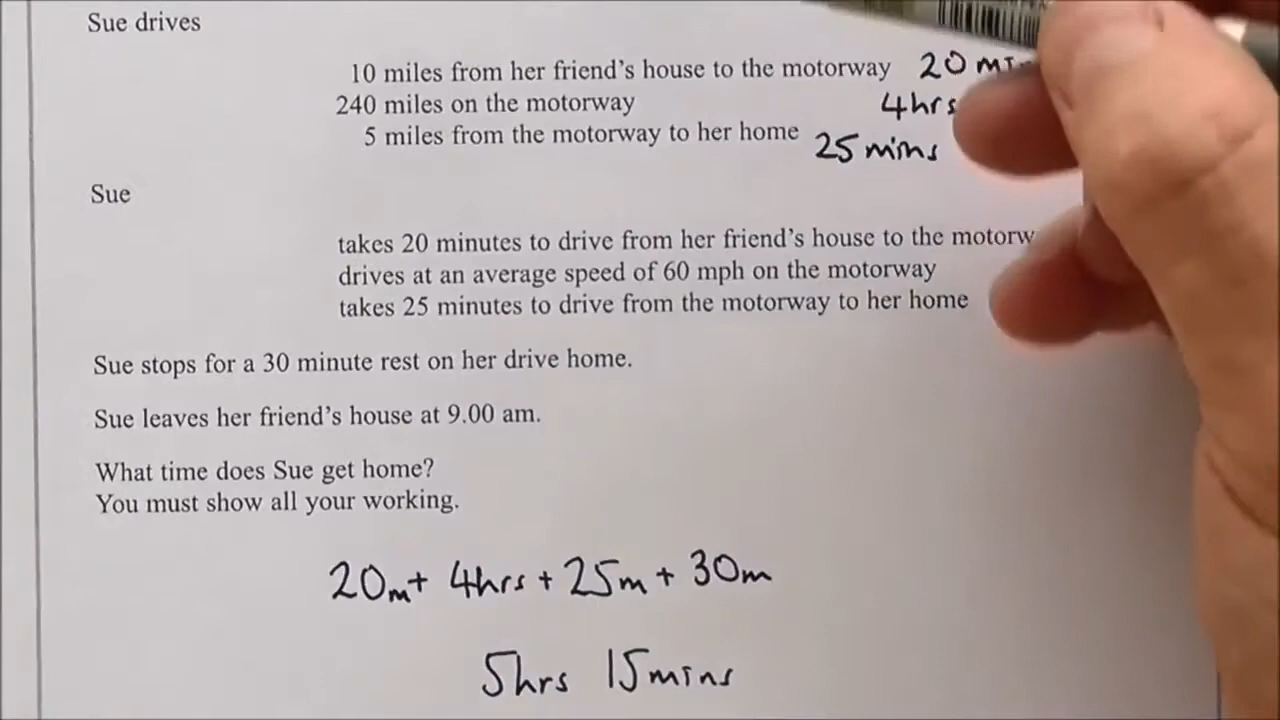 Sue drives
10 miles from her friend's house to the motorway 20
240 miles on the motorway 4hrs
5 miles from the motorway to her home 25 mins
Sue
takes 20 minutes to drive from her friend's house to the
drives at an average speed of 60 mph on the motorway
takes 25 minutes to drive from the motorway to her home
Sue stops for a 30 minute rest on her drive home.
Sue leaves her friend's house at 9.00 am.
What time does Sue get home?
You must show all your working.
20m+ 4hrs + 25m + 30m
5hrs 15mins